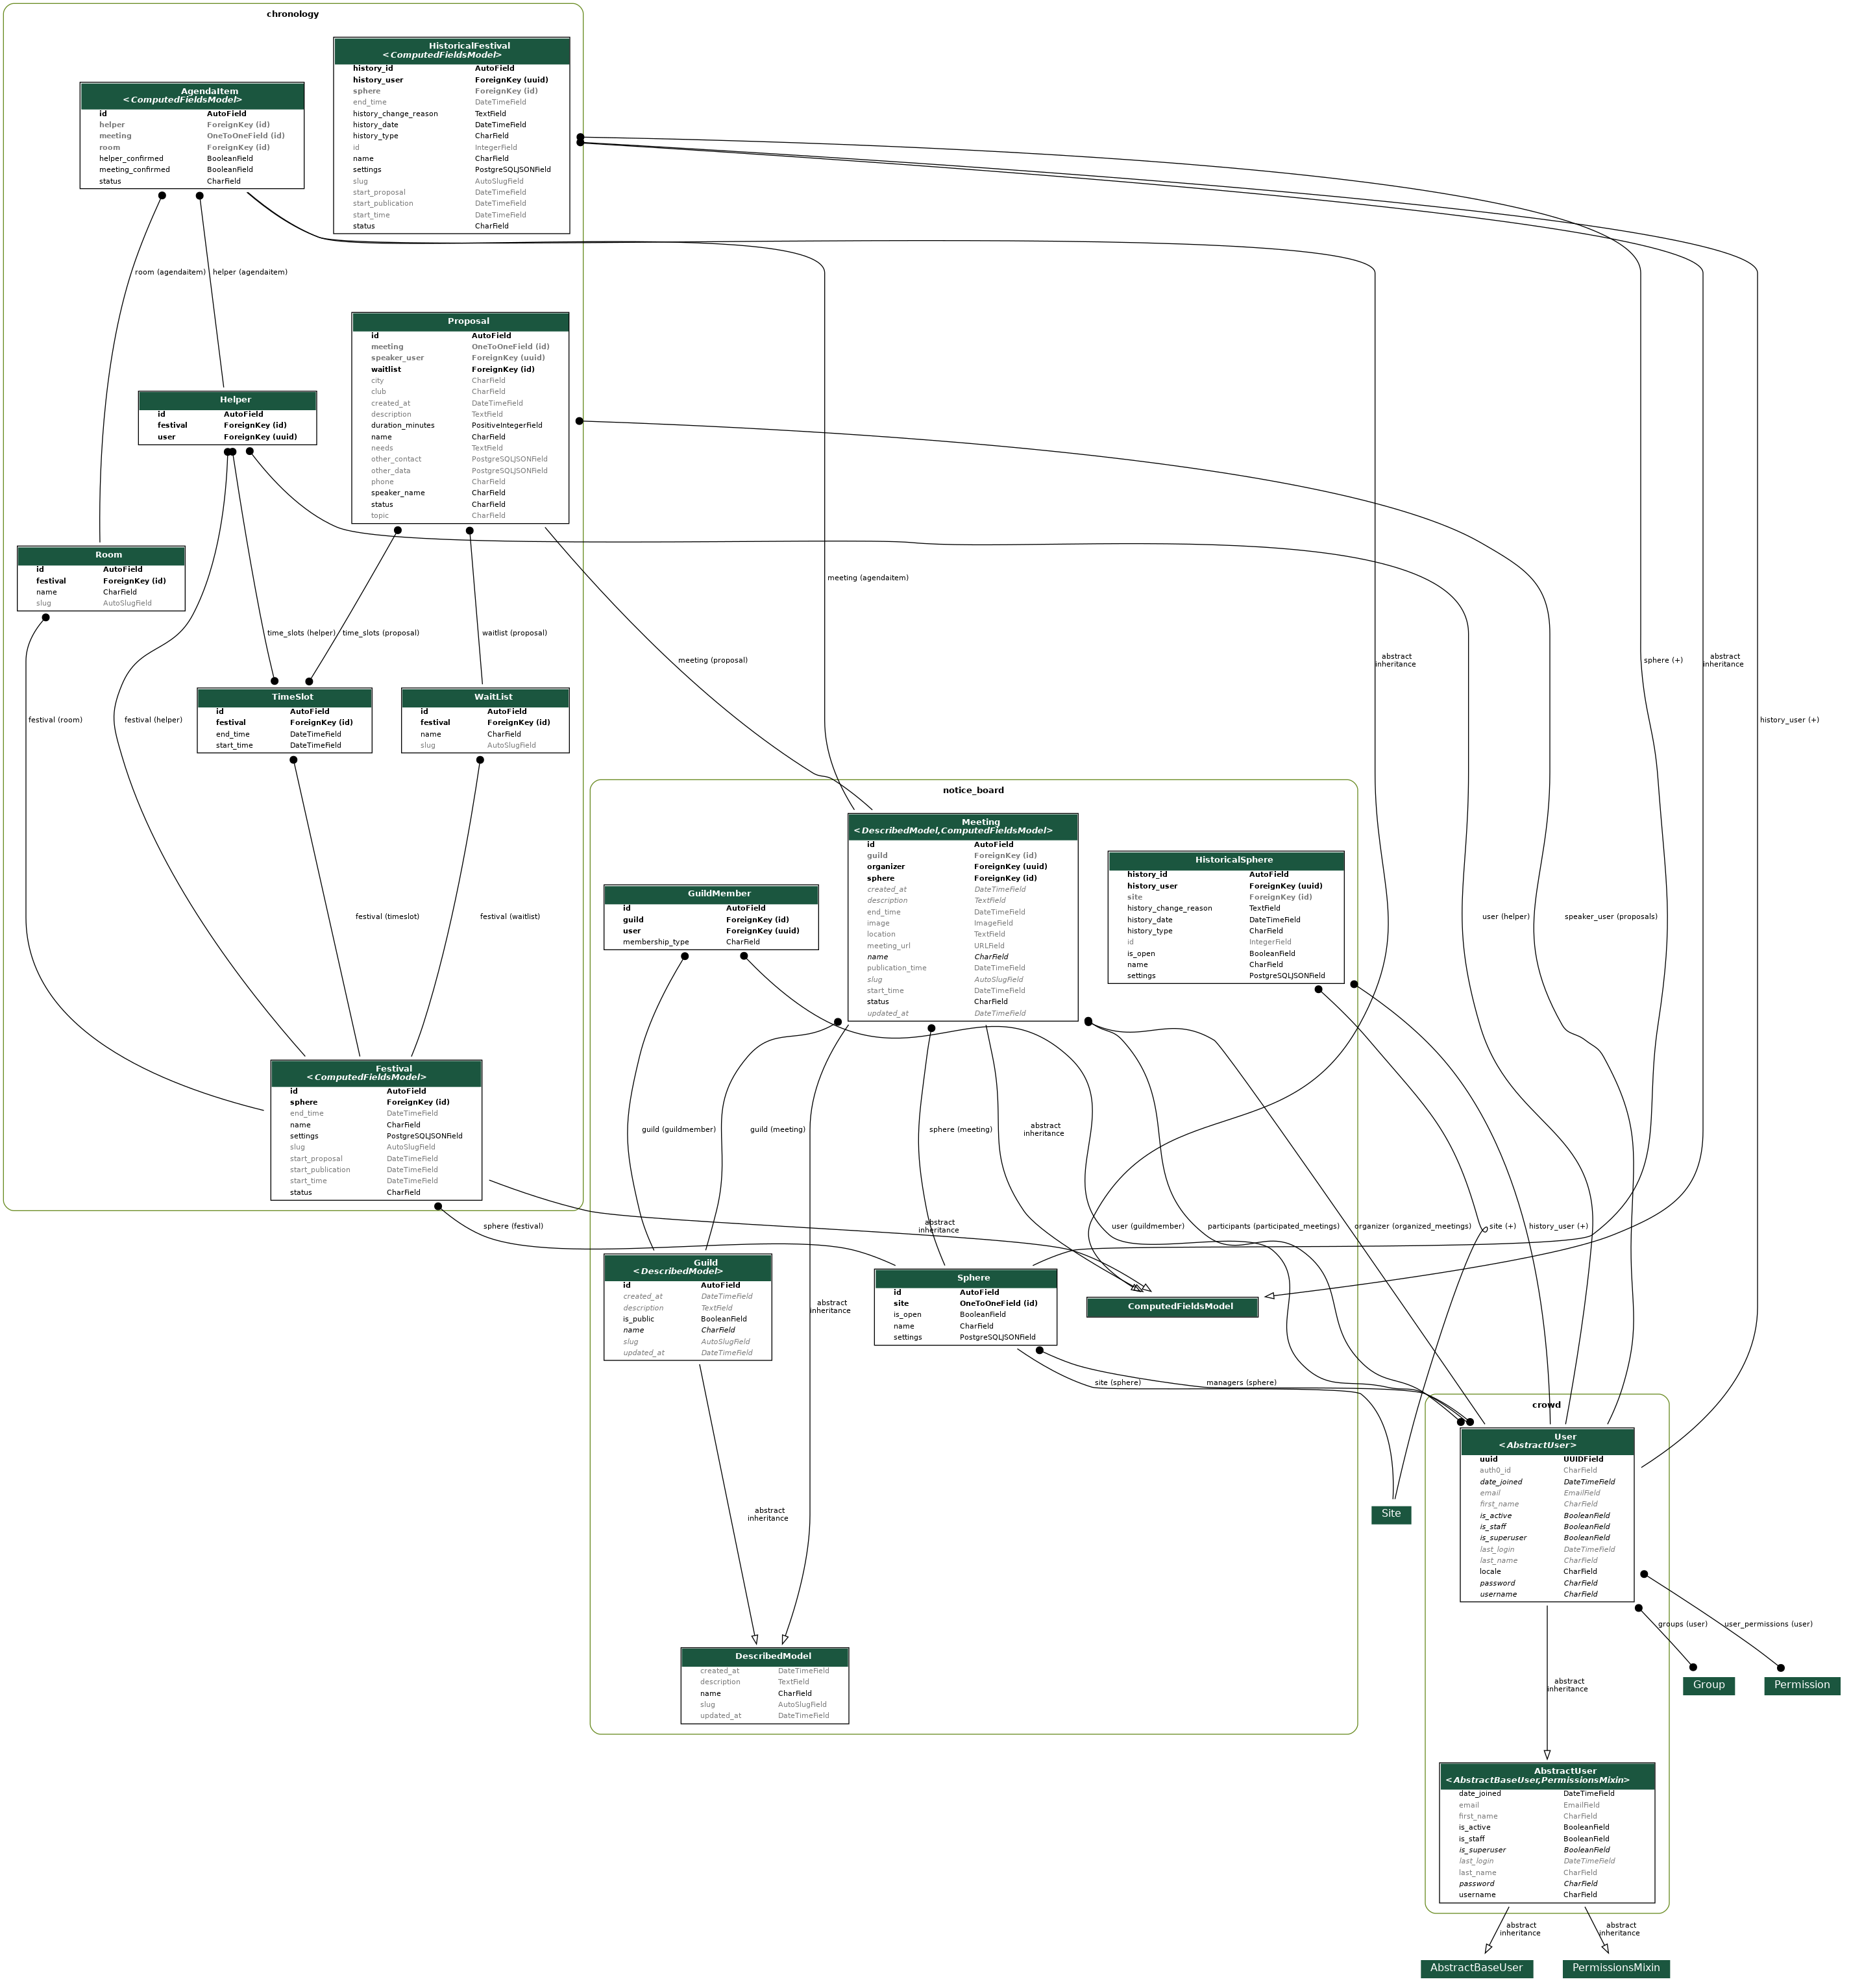 chronology
HistoricalFestival
<ComputedFieldsModel>
history_id AutoField
history_user ForeignKey (uuid)
sphere ForeignKey (id)
end_time DateTimeField
history_change_reason TextField
history_date DateTimeField
history_type CharField
id IntegerField
name CharField
settings PostgreSQLJSONField
slug AutoSlugField
start_proposal DateTimeField
start_publication DateTimeField
start_time DateTimeField
status CharField
AgendaItem
<ComputedFieldsModel>
id AutoField
helper ForeignKey (id)
meeting OneToOneField (id)
room ForeignKey (id)
helper_confirmed BooleanField
meeting_confirmed BooleanField
status CharField
room (agendaitem)
helper (agendaitem)
Proposal
id AutoField
meeting OneToOneField (id)
speaker_user ForeignKey (uuid)
waitlist ForeignKey (id)
city CharField
club CharField
created_at DateTimeField
description TextField
duration_minutes PositiveIntegerField
name CharField
needs TextField
other_contact PostgreSQLJSONField
other_data PostgreSQLJSONField
phone CharField
speaker_name CharField
status CharField
topic CharField
Helper
id AutoField
festival ForeignKey (id)
user ForeignKey (uuid)
Room
id AutoField
festival ForeignKey (id)
name CharField
slug AutoSlugField
meeting (agendaitem)
time_slots (helper)
time_slots (proposal)
waitlist (proposal)
meeting (proposal)
abstract
inheritance
sphere (+)
abstract
inheritance
TimeSlot
id AutoField
festival ForeignKey (id)
end_time DateTimeField
start_time DateTimeField
WaitList
id AutoField
festival ForeignKey (id)
name CharField
slug AutoSlugField
festival (room)
festival (helper)
history_user (+)
notice_board
Meeting
<DescribedModel,ComputedFieldsModel>
id AutoField
guild ForeignKey (id)
organizer ForeignKey (uuid)
sphere ForeignKey (id)
created_at DateTimeField
description TextField
end_time DateTimeField
image ImageField
location TextField
meeting_url URLField
name CharField
publication_time DateTimeField
slug AutoSlugField
start_time DateTimeField
status CharField
updated_at DateTimeField
HistoricalSphere
history_id AutoField
history_user ForeignKey (uuid)
site ForeignKey (id)
history_change_reason TextField
history_date DateTimeField
history_type CharField
id IntegerField
is_open BooleanField
name CharField
settings PostgreSQLJSONField
GuildMember
id AutoField
guild ForeignKey (id)
user ForeignKey (uuid)
membership_type CharField
festival (timeslot)
festival (waitlist)
user (helper)
speaker_user (proposals)
Festival
<ComputedFieldsModel>
id AutoField
sphere ForeignKey (id)
end_time DateTimeField
name CharField
settings PostgreSQLJSONField
slug AutoSlugField
start_proposal DateTimeField
start_publication DateTimeField
start_time DateTimeField
status CharField
guild (guildmember)
guild (meeting)
sphere (meeting)
abstract
inheritance
sphere (festival)
abstract
inheritance
user (guildmember)
participants (participated_meetings)
organizer (organized_meetings)
site (+)
history_user (+)
Guild
<DescribedModel>
id AutoField
created_at DateTimeField
description TextField
is_public BooleanField
name CharField
slug AutoSlugField
updated_at DateTimeField
abstract
inheritance
Sphere
id AutoField
site OneToOneField (id)
is_open BooleanField
name CharField
settings PostgreSQLJSONField
ComputedFieldsModel
site (sphere)
managers (sphere)
crowd
User
<AbstractUser>
uuid UUIDField
auth0_id CharField
date_joined DateTimeField
email EmailField
first_name CharField
is_active BooleanField
is_staff BooleanField
is_superuser BooleanField
last_login DateTimeField
last_name CharField
locale CharField
password CharField
username CharField
abstract
inheritance
Site
groups (user)
user_permissions (user)
DescribedModel
created_at DateTimeField
description TextField
name CharField
slug AutoSlugField
updated_at DateTimeField
abstract
inheritance
Group
Permission
AbstractUser
<AbstractBaseUser,PermissionsMixin>
date_joined DateTimeField
email EmailField
first_name CharField
is_active BooleanField
is_staff BooleanField
is_superuser BooleanField
last_login DateTimeField
last_name CharField
password CharField
username CharField
abstract
inheritance
abstract
inheritance
AbstractBaseUser
PermissionsMixin